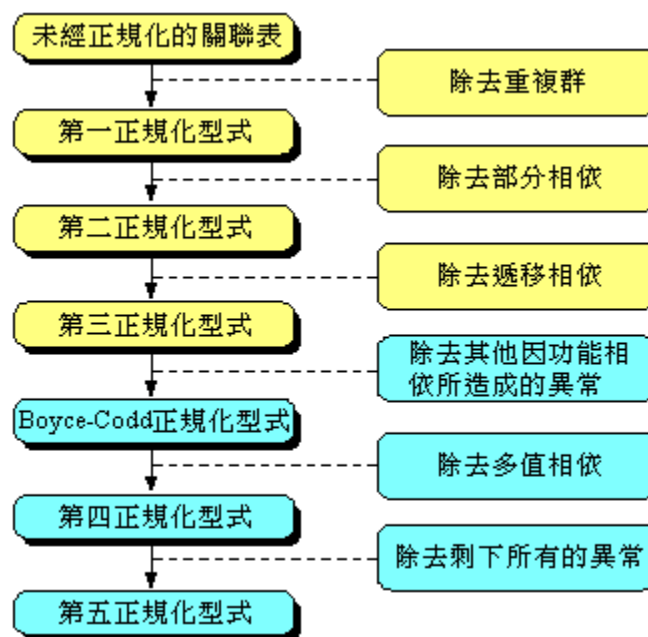 未經正規化的關聯表
除去重複群
第一正規化型式
除去部分相依
第二正規化型式
除去遞移相依
第三正規化型式
除去其他因功能相
依所造成的異常
Boyce-Codd正規化型式
除去多值相依
第四正規化型式
除去剩下所有的異常
第五正規化型式